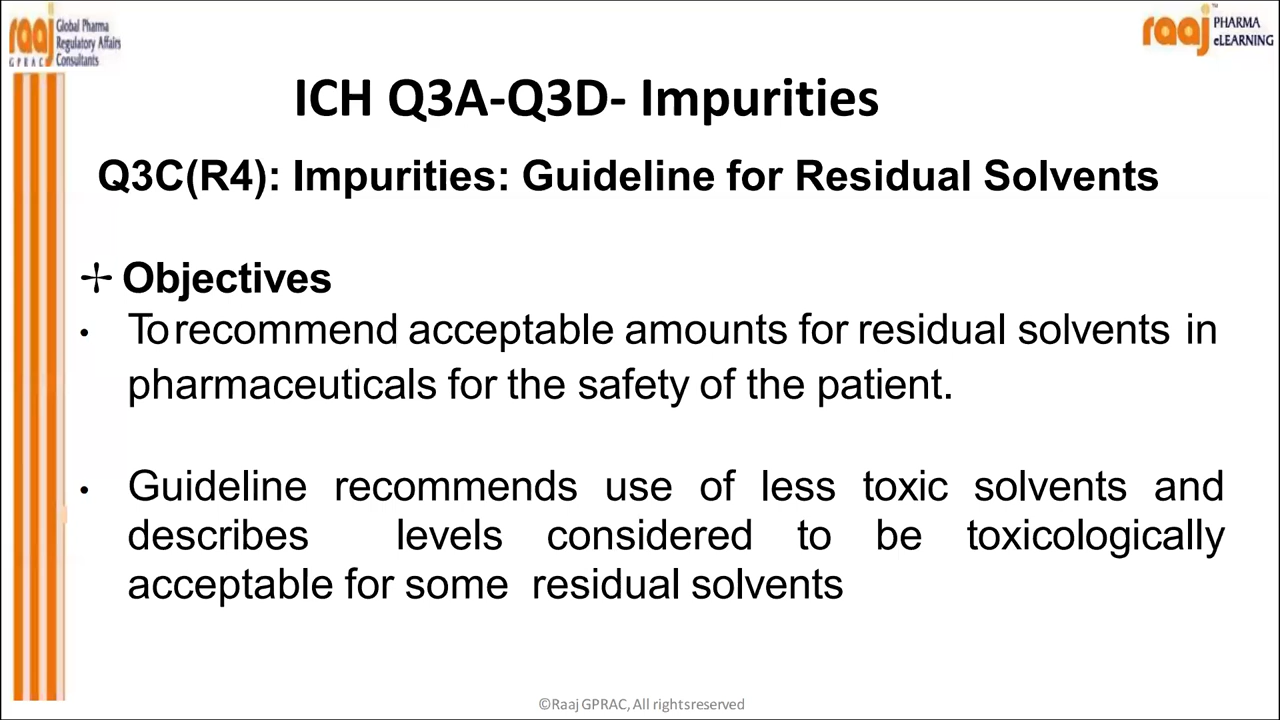 raaj Global Pharma
Regulatory Affairs
GPRAC Consultants
raaj™ PHARMA
eLEARNING
ICH Q3A-Q3D- Impurities
Q3C(R4): Impurities: Guideline for Residual Solvents
Objectives
• To recommend acceptable amounts for residual solvents in
pharmaceuticals for the safety of the patient.
• Guideline recommends use of less toxic solvents and
describes levels considered to be toxicologically
acceptable for some residual solvents
©Raaj GPRAC, All rightsreserved